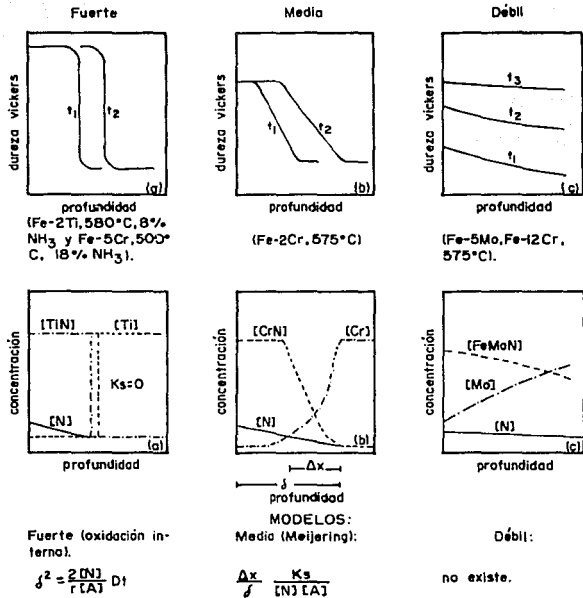 Fuerte
Media
Débil
dureza vickers
t1
t2
(a)
profundidad
dureza vickers
t1
t2
(b)
profundidad
dureza vickers
t3
t2
t1
(c)
profundidad
(Fe-2Ti,580°C,8%
NH3 y Fe-5Cr,500°
C, 18% NH3).
(Fe-2Cr,575°C)
(Fe-5Mo,Fe-12Cr,
575°C).
concentración
[TiN]
[Ti]
Ks=0
[N]
(a)
profundidad
concentración
[CrN]
[Cr]
[N]
(b)
Δx
δ
profundidad
concentración
[FeMoN]
[Mo]
[N]
(c)
profundidad
MODELOS:
Fuerte (oxidación in-
terna).
Media (Meijering):
Débil:
δ² = 2[N] / r[A] Dt
Δx / δ Ks / [N] [A]
no existe.